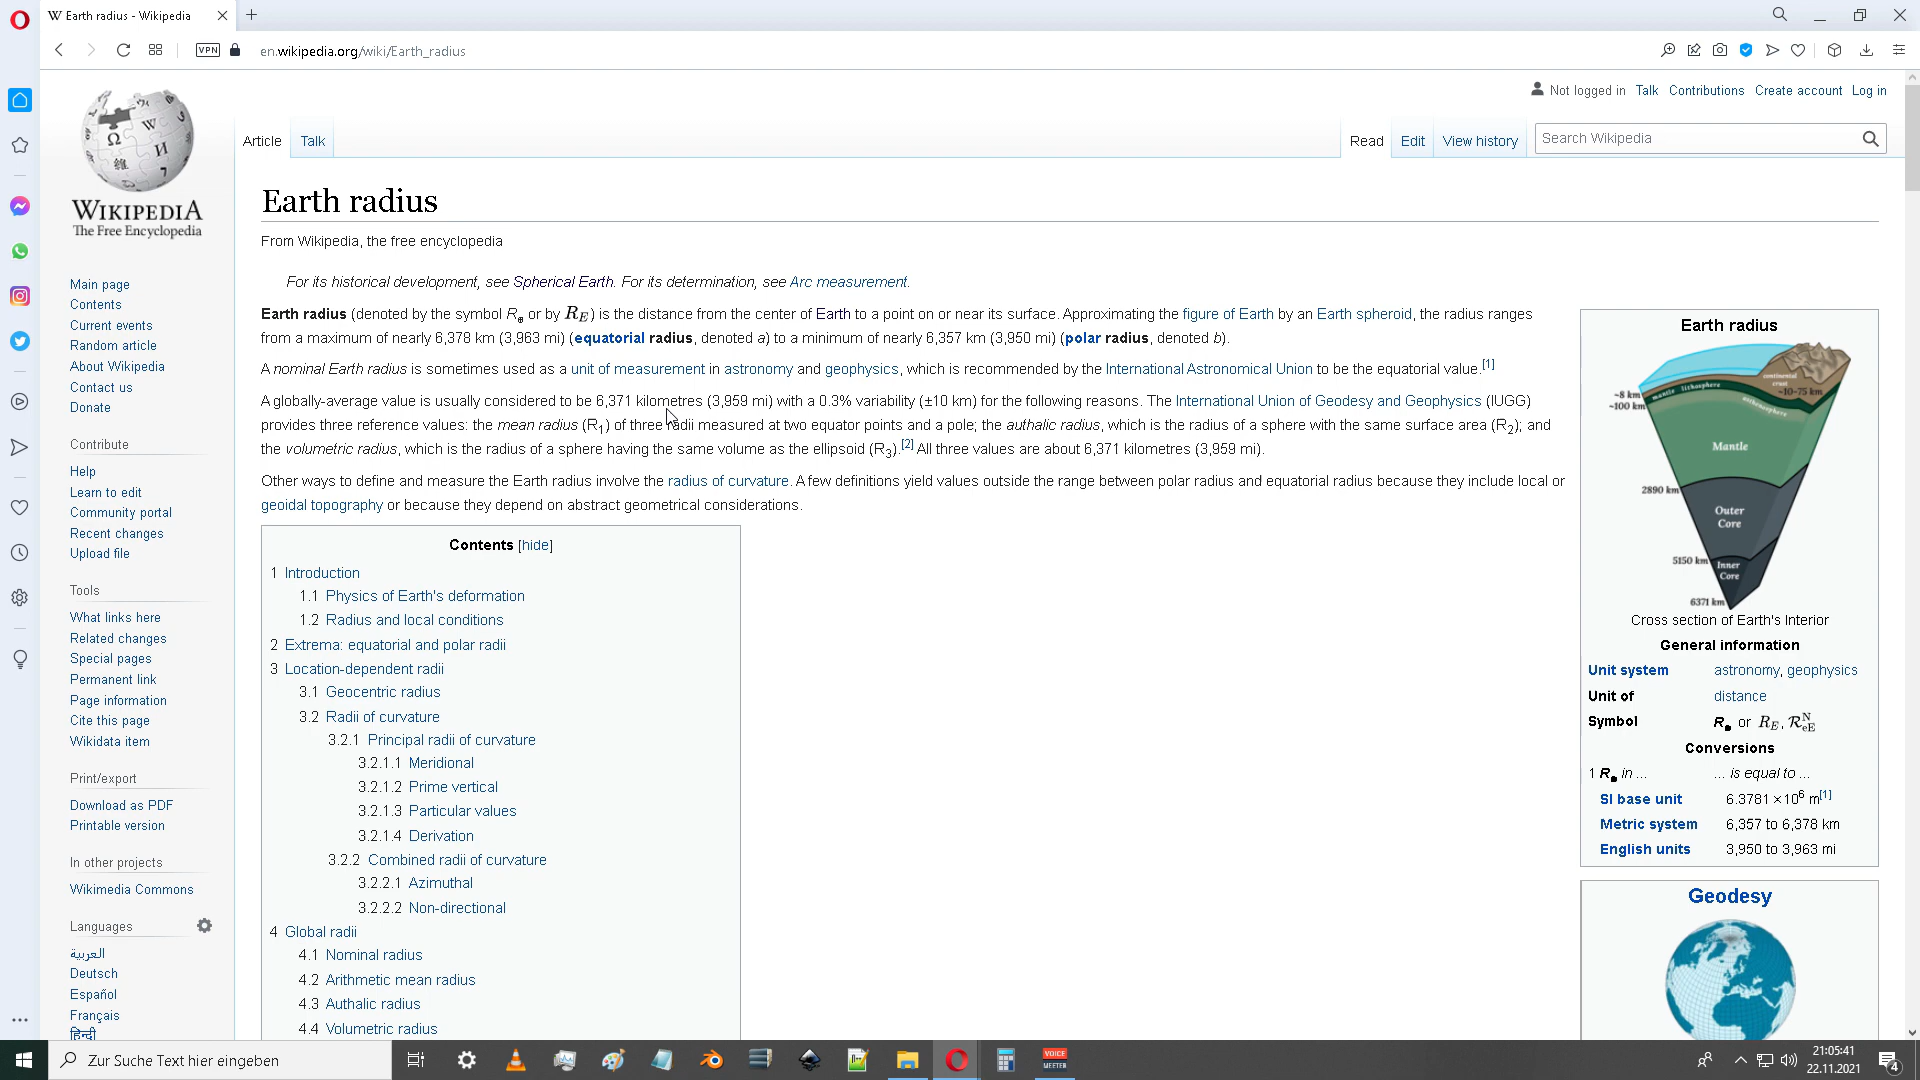 Earth radius - Wikipedia
VPN
en.wikipedia.org/wiki/Earth_radius
Not logged in Talk Contributions Create account Log in
Article Talk Read Edit View history Search Wikipedia
WIKIPEDIA
The Free Encyclopedia
Main page
Contents
Current events
Random article
About Wikipedia
Contact us
Donate
Contribute
Help
Learn to edit
Community portal
Recent changes
Upload file
Tools
What links here
Related changes
Special pages
Permanent link
Page information
Cite this page
Wikidata item
Print/export
Download as PDF
Printable version
In other projects
Wikimedia Commons
Languages
العربية
Deutsch
Español
Français
हिन्दी
Earth radius
From Wikipedia, the free encyclopedia
For its historical development, see Spherical Earth. For its determination, see Arc measurement.
Earth radius (denoted by the symbol R⊕ or by RE) is the distance from the center of Earth to a point on or near its surface. Approximating the figure of Earth by an Earth spheroid, the radius ranges
from a maximum of nearly 6,378 km (3,963 mi) (equatorial radius, denoted a) to a minimum of nearly 6,357 km (3,950 mi) (polar radius, denoted b).
A nominal Earth radius is sometimes used as a unit of measurement in astronomy and geophysics, which is recommended by the International Astronomical Union to be the equatorial value.[1]
A globally-average value is usually considered to be 6,371 kilometres (3,959 mi) with a 0.3% variability (±10 km) for the following reasons. The International Union of Geodesy and Geophysics (IUGG)
provides three reference values: the mean radius (R1) of three radii measured at two equator points and a pole; the authalic radius, which is the radius of a sphere with the same surface area (R2); and
the volumetric radius, which is the radius of a sphere having the same volume as the ellipsoid (R3).[2] All three values are about 6,371 kilometres (3,959 mi).
Other ways to define and measure the Earth radius involve the radius of curvature. A few definitions yield values outside the range between polar radius and equatorial radius because they include local or
geoidal topography or because they depend on abstract geometrical considerations.
Contents [hide]
1 Introduction
1.1 Physics of Earth's deformation
1.2 Radius and local conditions
2 Extrema: equatorial and polar radii
3 Location-dependent radii
3.1 Geocentric radius
3.2 Radii of curvature
3.2.1 Principal radii of curvature
3.2.1.1 Meridional
3.2.1.2 Prime vertical
3.2.1.3 Particular values
3.2.1.4 Derivation
3.2.2 Combined radii of curvature
3.2.2.1 Azimuthal
3.2.2.2 Non-directional
4 Global radii
4.1 Nominal radius
4.2 Arithmetic mean radius
4.3 Authalic radius
4.4 Volumetric radius
Earth radius
continental
crust
~10-75 km
~8 km
~100 km
mantle lithosphere
asthenosphere
Mantle
2890 km
Outer
Core
5150 km
Inner
Core
6371 km
Cross section of Earth's Interior
General information
Unit system astronomy, geophysics
Unit of distance
Symbol R⊕ or RE, RNeE
Conversions
1 R⊕ in ... ... is equal to ...
SI base unit 6.3781 ×10⁶ m[1]
Metric system 6,357 to 6,378 km
English units 3,950 to 3,963 mi
Geodesy
Zur Suche Text hier eingeben
VOICE
MEETER
21:05:41
22.11.2021
4